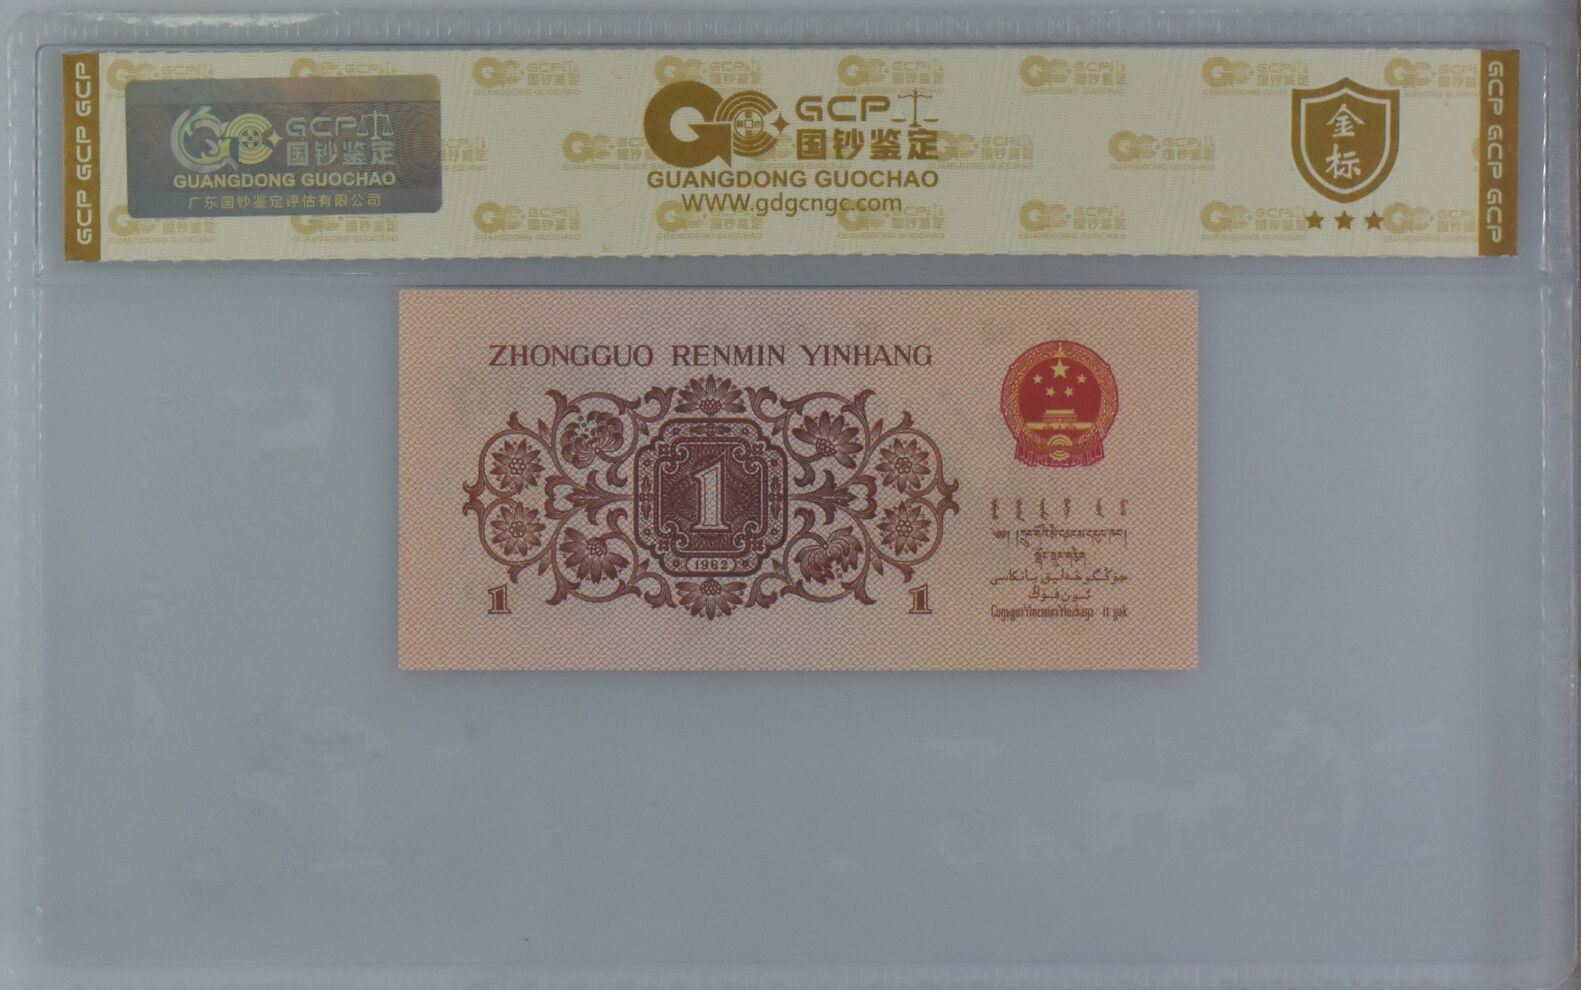 GCP GCP GCP
GCP国钞鉴定
GUANGDONG GUOCHAO
广东国钞鉴定评估有限公司
GCP
国钞鉴定
GUANGDONG GUOCHAO
WWW.gdgcngc.com
金标
GCP GCP GCP
ZHONGGUO RENMIN YINHANG
1
1962
1
1